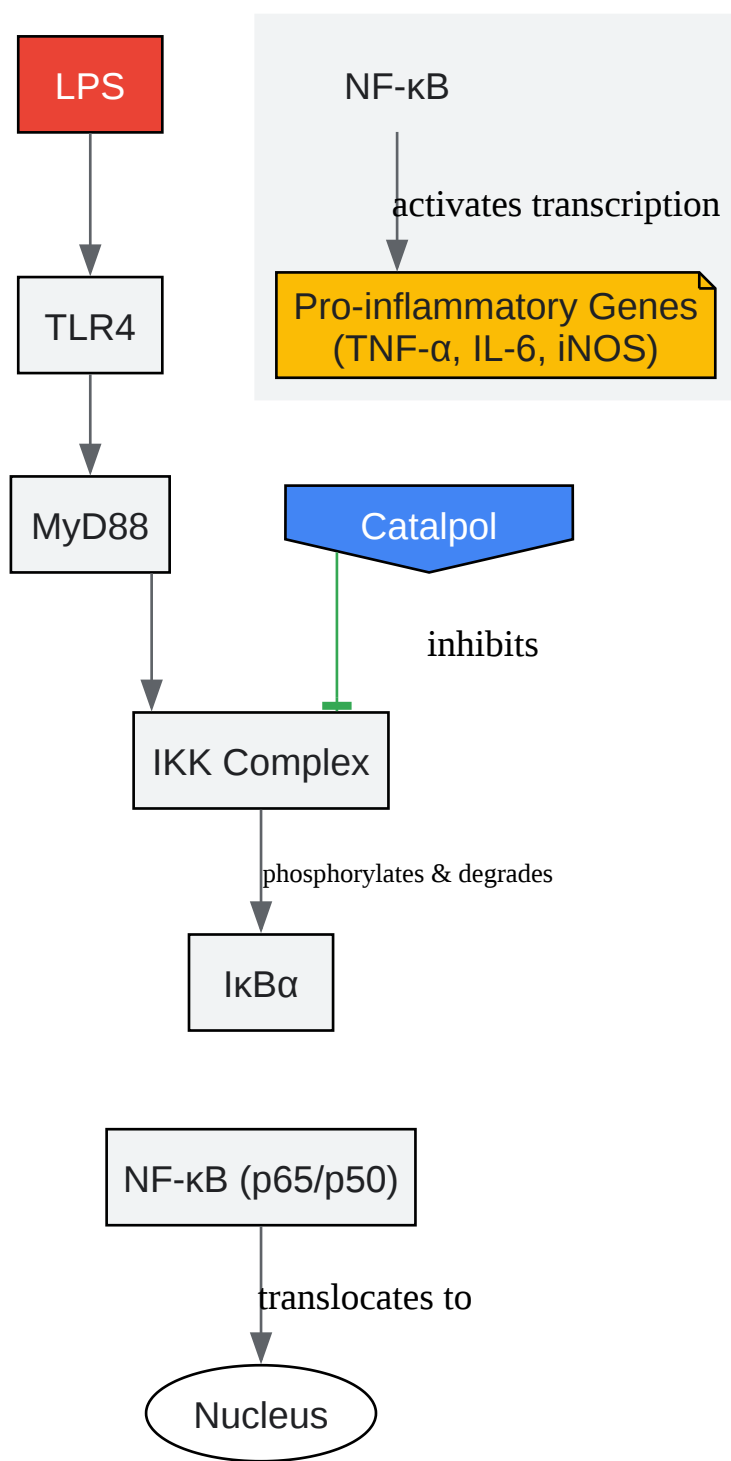 LPS
NF-κB
activates transcription
Pro-inflammatory Genes
(TNF-α, IL-6, iNOS)
TLR4
MyD88
Catalpol
inhibits
IKK Complex
phosphorylates & degrades
IκBα
NF-κB (p65/p50)
translocates to
Nucleus